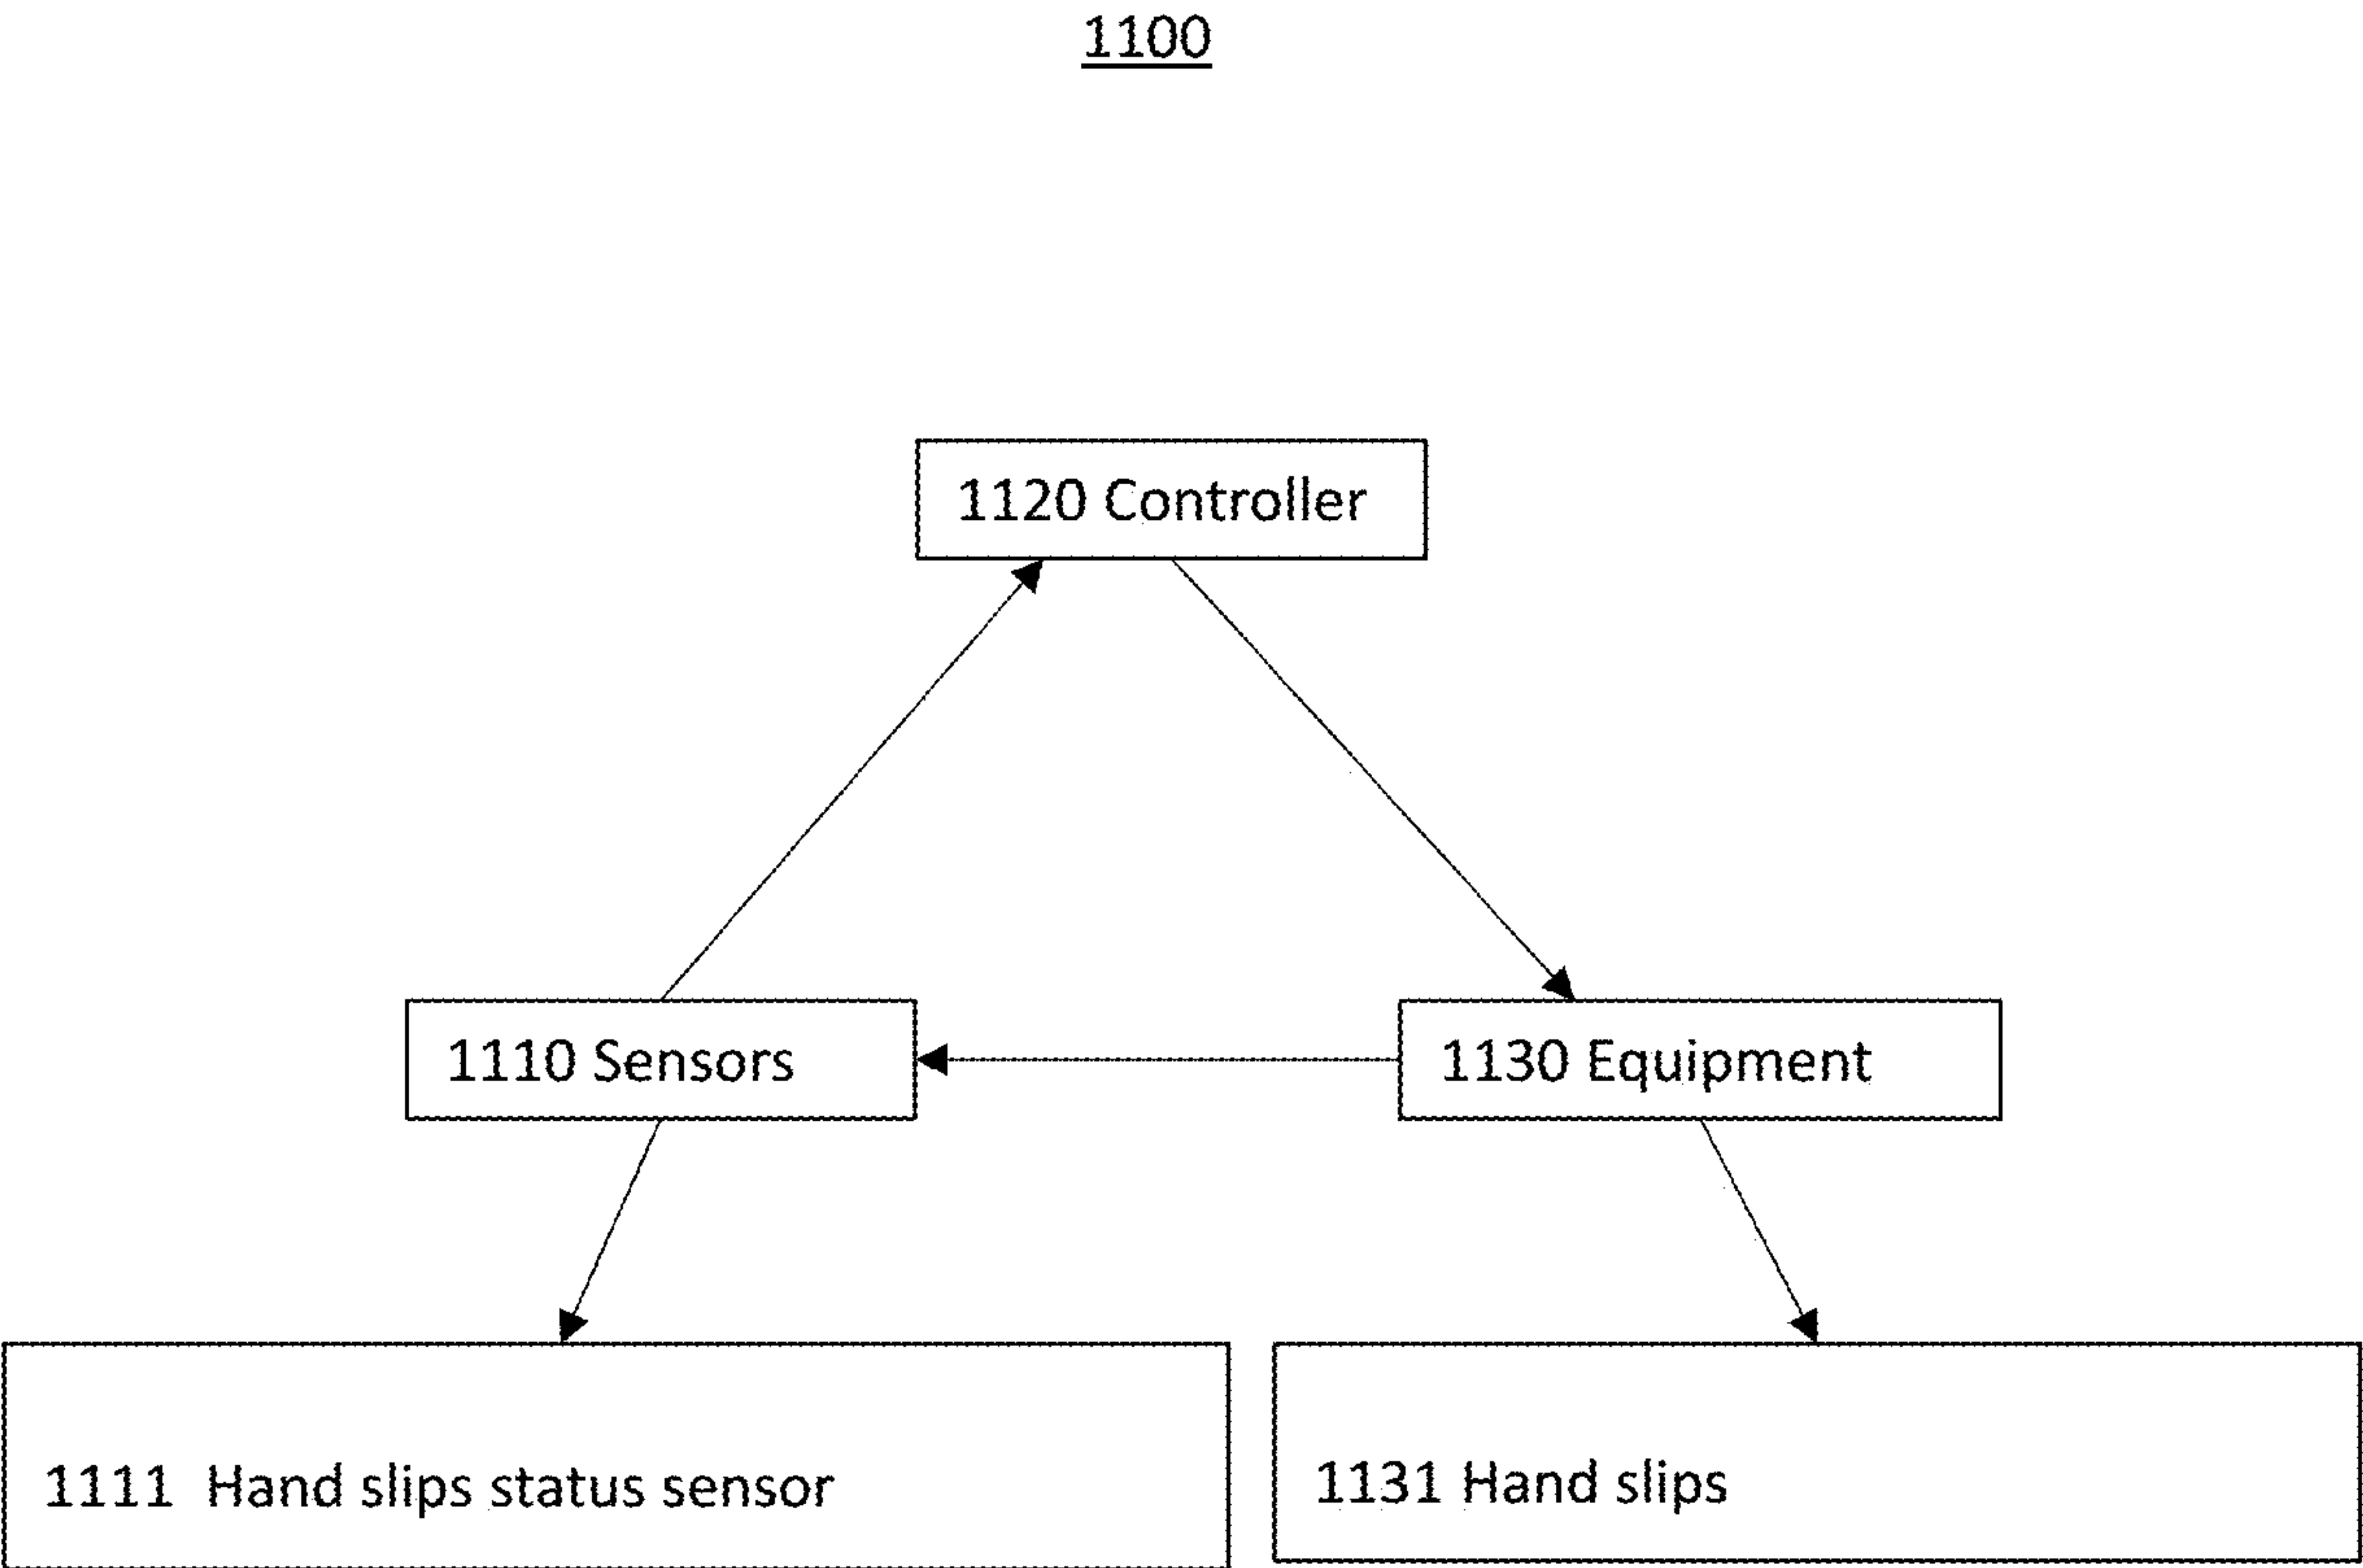 1100
1120 Controller
1110 Sensors
1130 Equipment
1111 Hand slips status sensor
1131 Hand slips